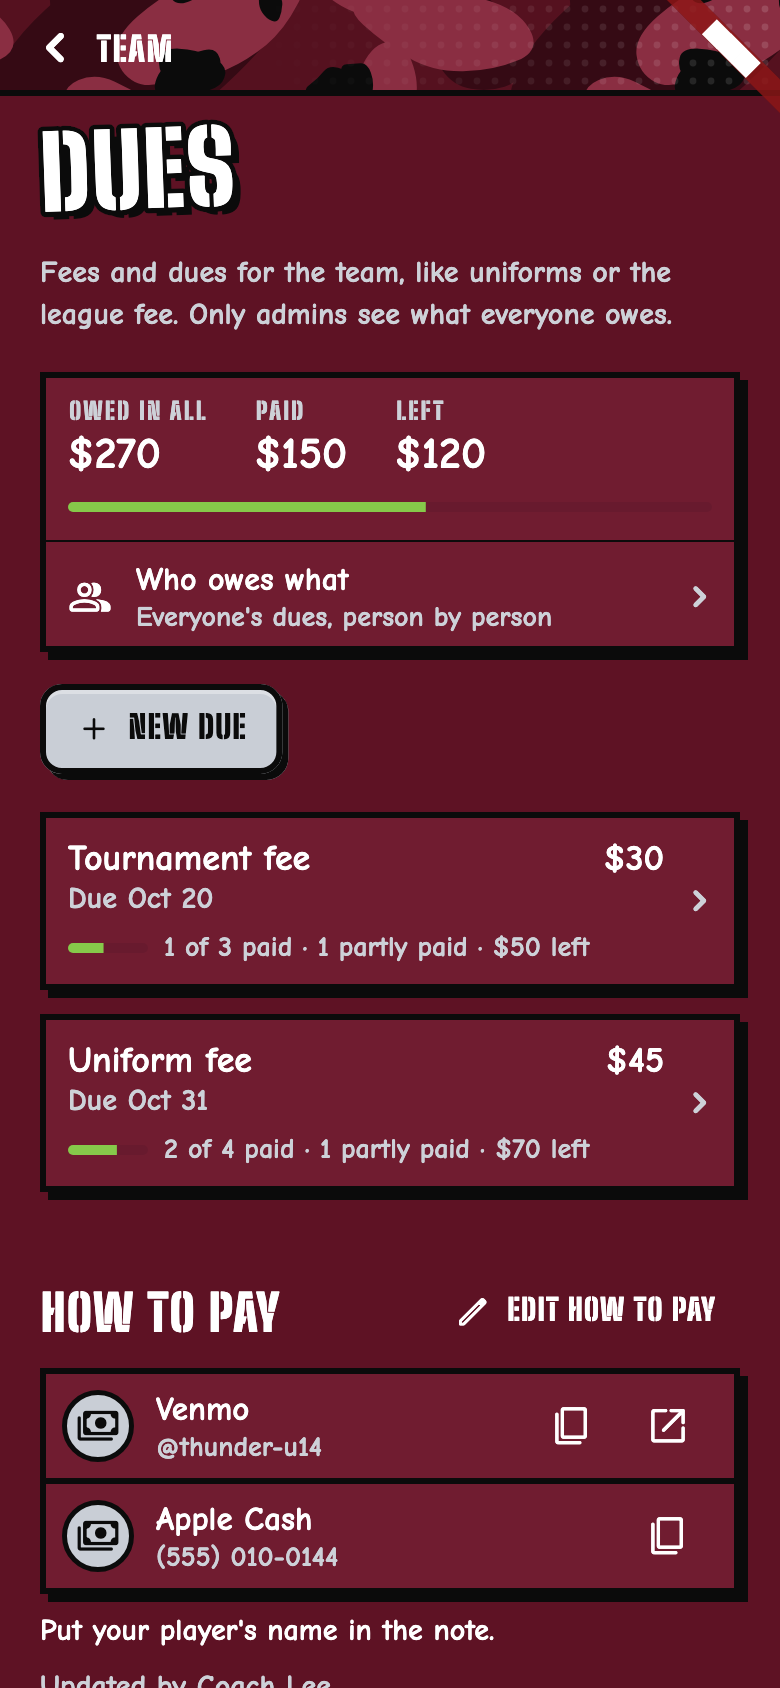 TEAM
DUES
Fees and dues for the team, like uniforms or the
league fee. Only admins see what everyone owes.
OWED IN ALL PAID LEFT
$270 $150 $120
Who owes what
Everyone's dues, person by person
+ NEW DUE
Tournament fee $30
Due Oct 20
1 of 3 paid · 1 partly paid · $50 left
Uniform fee $45
Due Oct 31
2 of 4 paid · 1 partly paid · $70 left
HOW TO PAY EDIT HOW TO PAY
Venmo
@thunder-u14
Apple Cash
(555) 010-0144
Put your player's name in the note.
Updated by Coach Lee